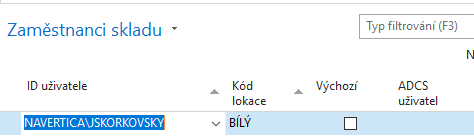 Zaměstnanci skladu
Typ filtrování (F3)
N
ID uživatele Kód lokace Výchozí ADCS uživatel
NAVERTICA\JSKORKOVSKY BÍLÝ